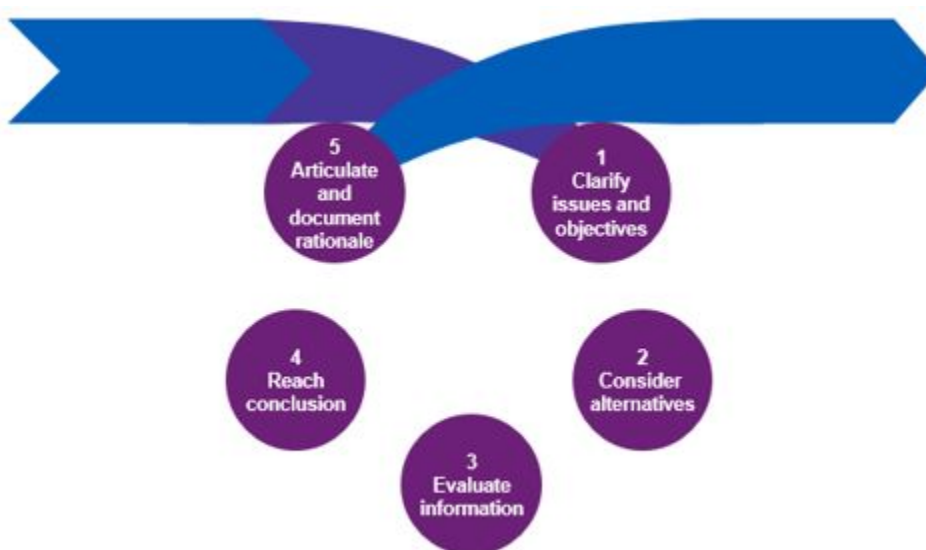 1
Clarify
issues and
objectives
2
Consider
alternatives
3
Evaluate
information
4
Reach
conclusion
5
Articulate
and
document
rationale